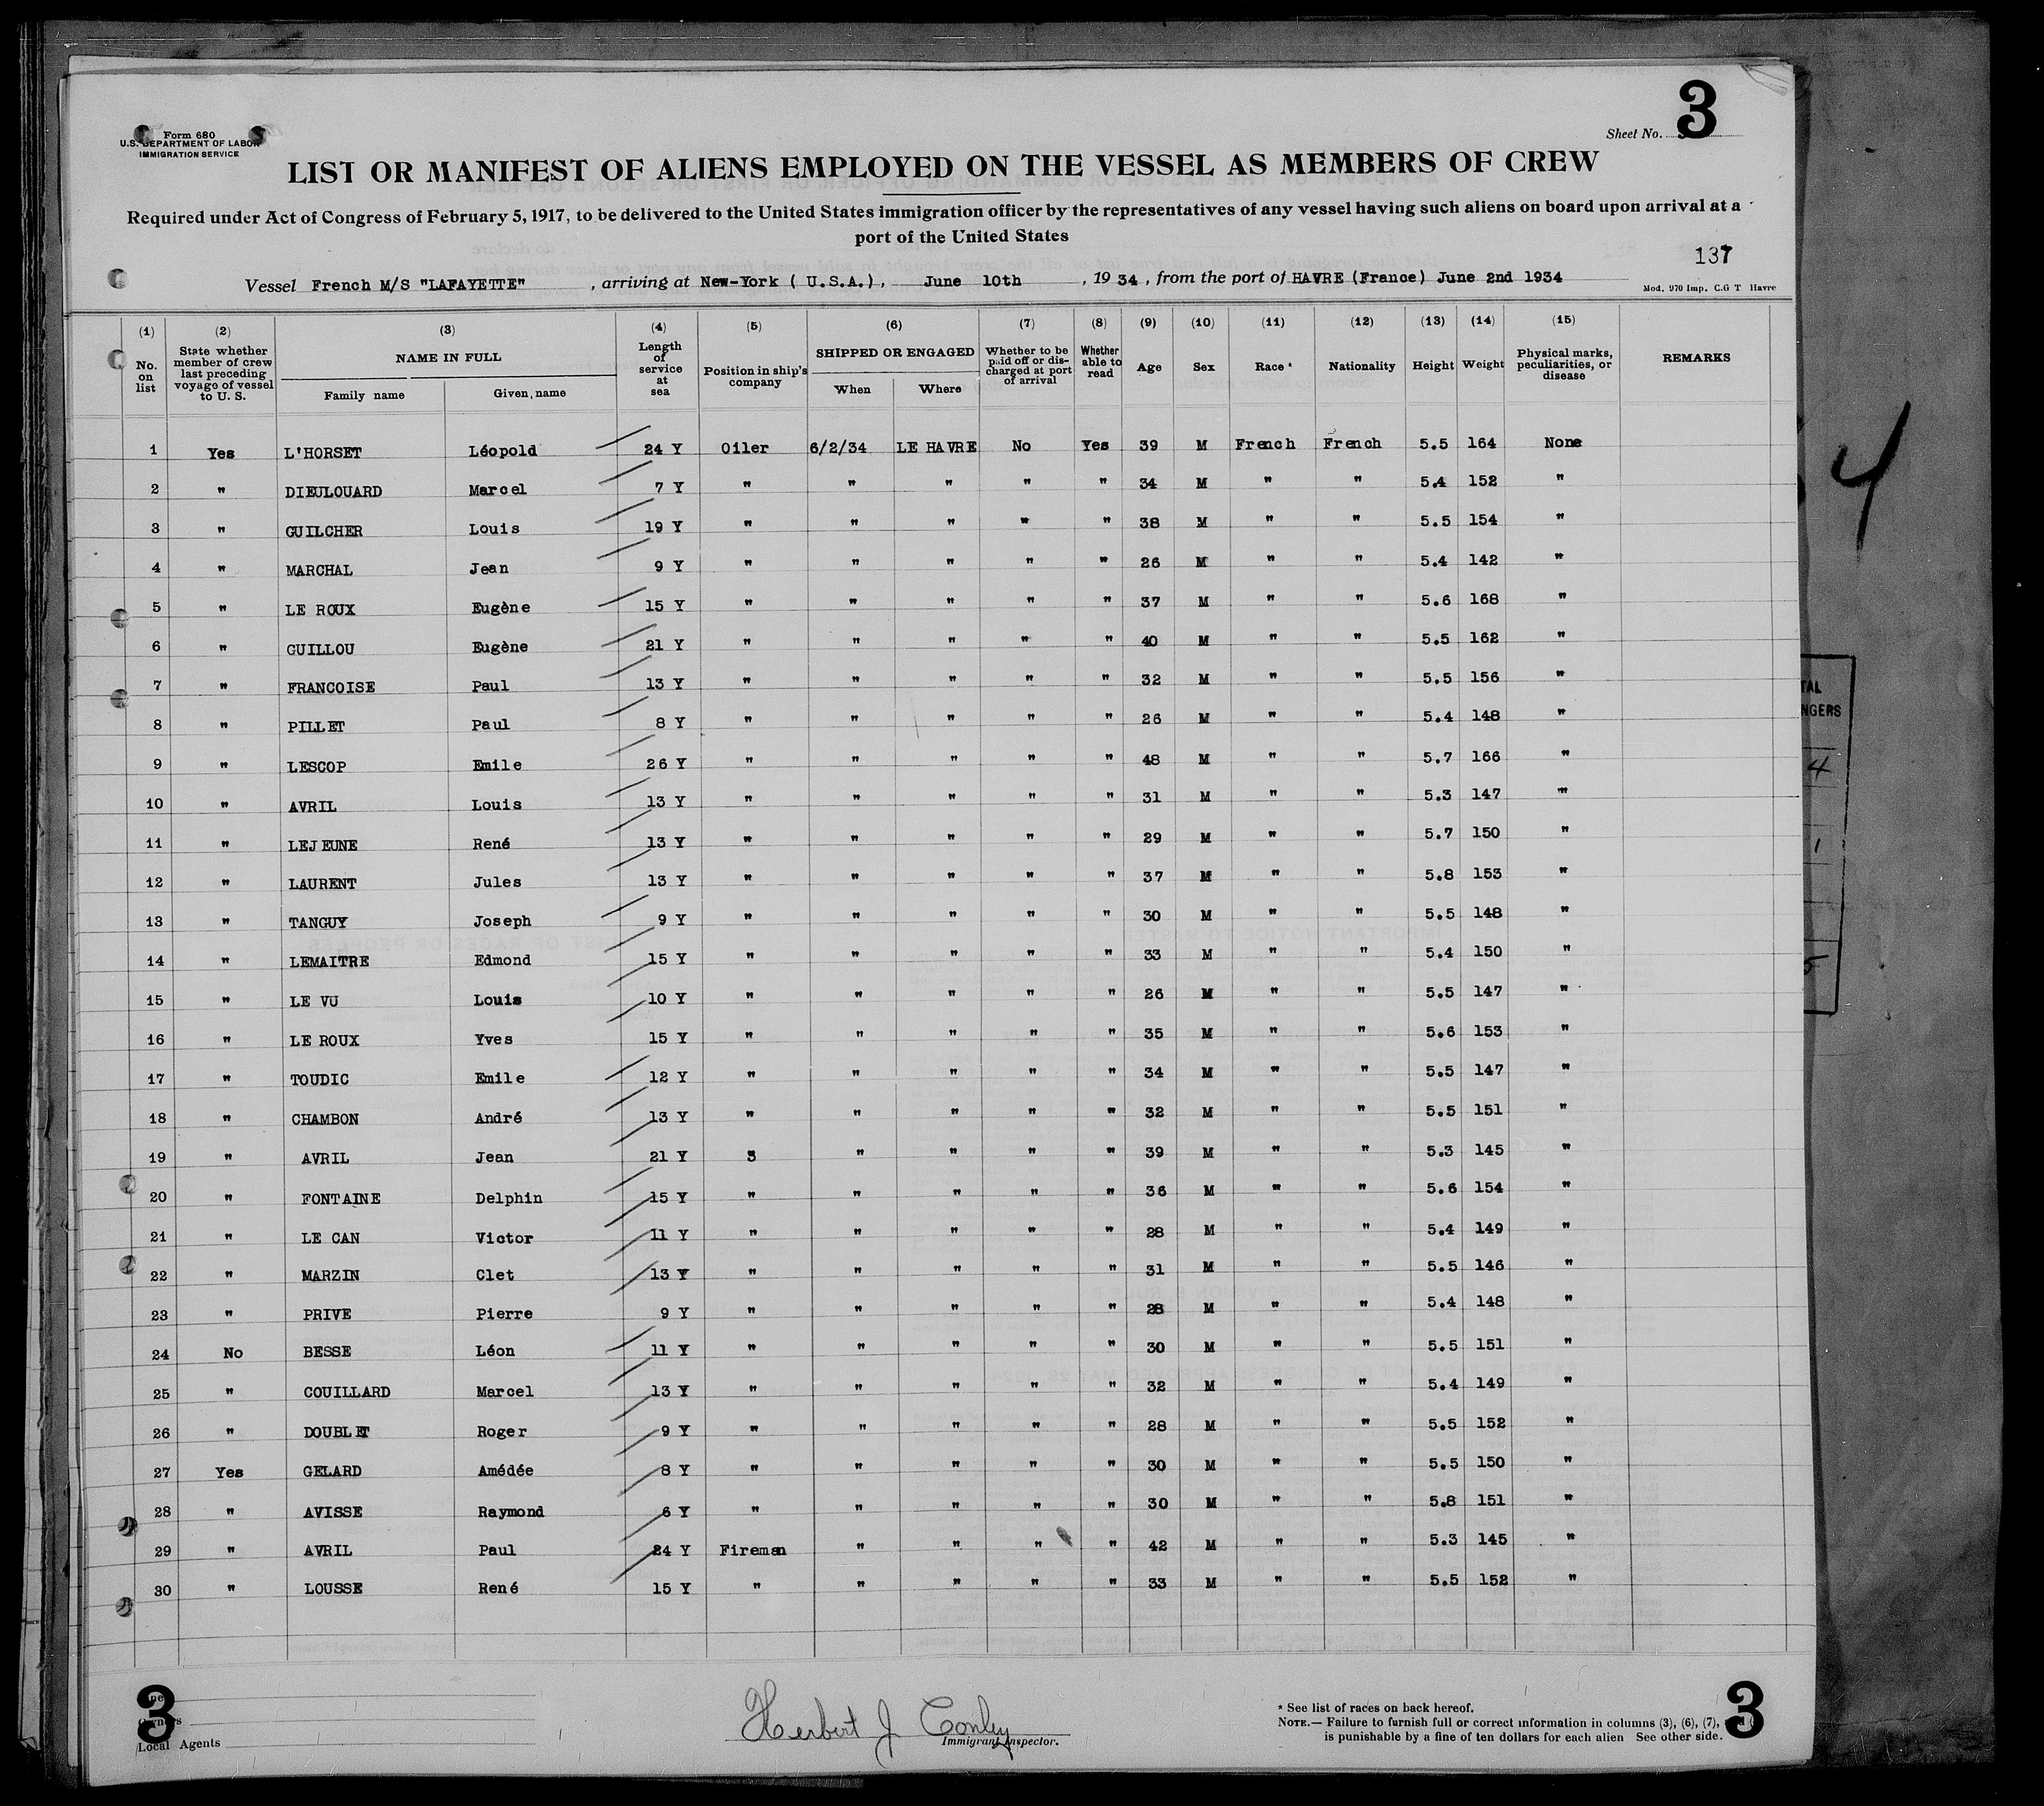 3
Sheet No.
Form 680
U.S. DEPARTMENT OF LABOR
IMMIGRATION SERVICE
LIST OR MANIFEST OF ALIENS EMPLOYED ON THE VESSEL AS MEMBERS OF CREW
Required under Act of Congress of February 5, 1917, to be delivered to the United States immigration officer by the representatives of any vessel having such aliens on board upon arrival at a
port of the United States
137
Vessel French M/S "LAFAYETTE" , arriving at New-York ( U.S.A.), June 10th , 19 34 , from the port of HAVRE (France) June 2nd 1934
Mod. 970 Imp. C.G T Havre
(1) (2) (3) (4) (5) (6) (7) (8) (9) (10) (11) (12) (13) (14) (15)
No. on list State whether member of crew last preceding voyage of vessel to U. S. NAME IN FULL Length of service at sea Position in ship's company SHIPPED OR ENGAGED Whether to be paid off or discharged at port of arrival Whether able to read Age Sex Race * Nationality Height Weight Physical marks, peculiarities, or disease REMARKS
Family name Given name When Where
1 Yes L'HORSET Léopold 24 Y Oiler 6/2/34 LE HAVRE No Yes 39 M French French 5.5 164 None
2 " DIEULOUARD Marcel 7 Y " " " " " 34 M " " 5.4 152 "
3 " GUILCHER Louis 19 Y " " " " " 38 M " " 5.5 154 "
4 " MARCHAL Jean 9 Y " " " " " 26 M " " 5.4 142 "
5 " LE ROUX Eugène 15 Y " " " " " 37 M " " 5.6 168 "
6 " GUILLOU Eugène 21 Y " " " " " 40 M " " 5.5 162 "
7 " FRANCOISE Paul 13 Y " " " " " 32 M " " 5.5 156 "
8 " PILLET Paul 8 Y " " " " " 26 M " " 5.4 148 "
9 " LESCOP Emile 26 Y " " " " " 48 M " " 5.7 166 "
10 " AVRIL Louis 13 Y " " " " " 31 M " " 5.3 147 "
11 " LEJEUNE René 13 Y " " " " " 29 M " " 5.7 150 "
12 " LAURENT Jules 13 Y " " " " " 37 M " " 5.8 153 "
13 " TANGUY Joseph 9 Y " " " " " 30 M " " 5.5 148 "
14 " LEMAITRE Edmond 15 Y " " " " " 33 M " " 5.4 150 "
15 " LE VU Louis 10 Y " " " " " 26 M " " 5.5 147 "
16 " LE ROUX Yves 15 Y " " " " " 35 M " " 5.6 153 "
17 " TOUDIC Emile 12 Y " " " " " 34 M " " 5.5 147 "
18 " CHAMBON André 13 Y " " " " " 32 M " " 5.5 151 "
19 " AVRIL Jean 21 Y 3 " " " " 39 M " " 5.3 145 "
20 " FONTAINE Delphin 15 Y " " " " " 36 M " " 5.6 154 "
21 " LE CAN Victor 11 Y " " " " " 28 M " " 5.4 149 "
22 " MARZIN Clet 13 Y " " " " " 31 M " " 5.5 146 "
23 " PRIVE Pierre 9 Y " " " " " 28 M " " 5.4 148 "
24 No BESSE Léon 11 Y " " " " " 30 M " " 5.5 151 "
25 " COUILLARD Marcel 13 Y " " " " " 32 M " " 5.4 149 "
26 " DOUBLET Roger 9 Y " " " " " 28 M " " 5.5 152 "
27 Yes GELARD Amédée 8 Y " " " " " 30 M " " 5.5 150 "
28 " AVISSE Raymond 6 Y " " " " " 30 M " " 5.8 151 "
29 " AVRIL Paul 24 Y Fireman " " " " 42 M " " 5.3 145 "
30 " LOUSSE René 15 Y " " " " " 33 M " " 5.5 152 "
4
TAL
NGERS
4
1
5
3
Owners
Local Agents
Herbert J Conley
Immigrant Inspector.
* See list of races on back hereof.
NOTE.— Failure to furnish full or correct information in columns (3), (6), (7),
is punishable by a fine of ten dollars for each alien See other side.
3